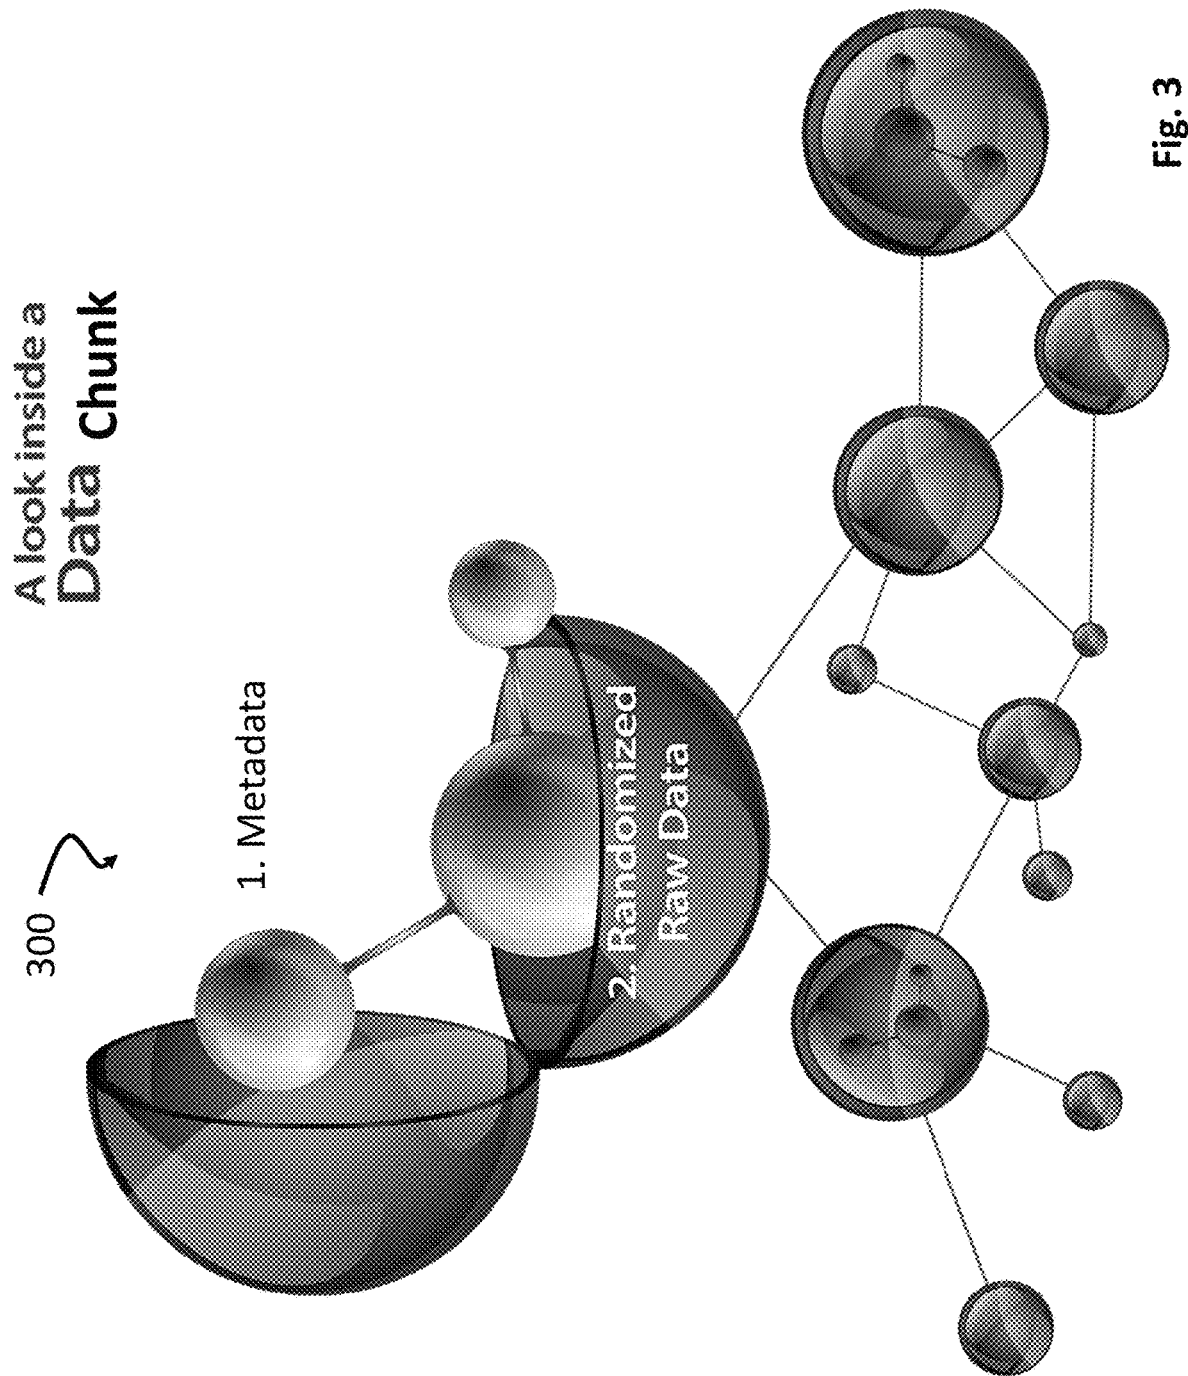 A look inside a
Data Chunk
300
1. Metadata
2. Randomized
Raw Data
Fig. 3